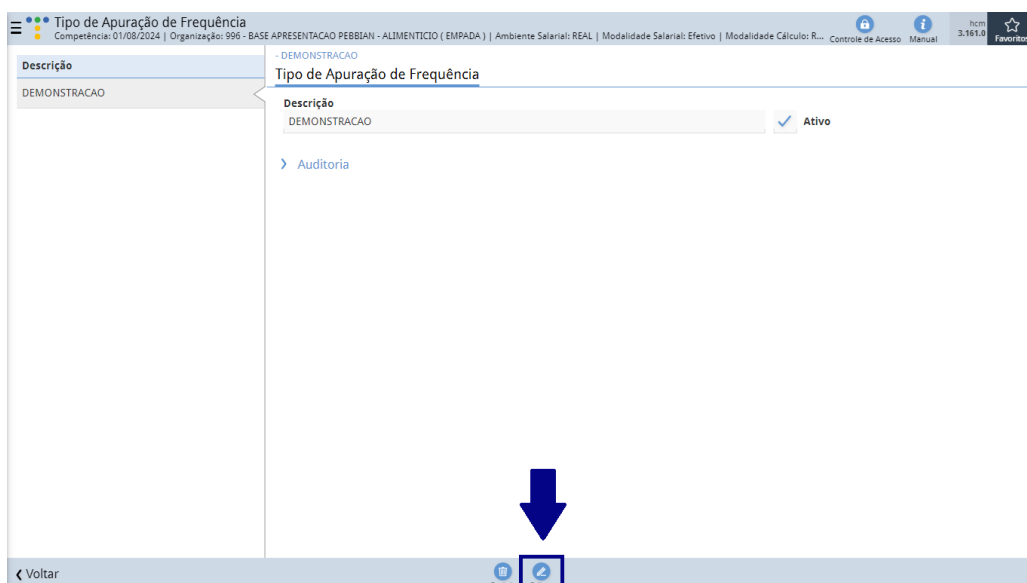 Tipo de Apuração de Frequência
Competência: 01/08/2024 | Organização: 996 - BASE APRESENTACAO PEBBIAN - ALIMENTICIO ( EMPADA ) | Ambiente Salarial: REAL | Modalidade Salarial: Efetivo | Modalidade Cálculo: R...
Controle de Acesso
Manual
hcm
3.161.0
Favoritos
Descrição
DEMONSTRACAO
- DEMONSTRACAO
Tipo de Apuração de Frequência
Descrição
DEMONSTRACAO
Ativo
Auditoria
Voltar